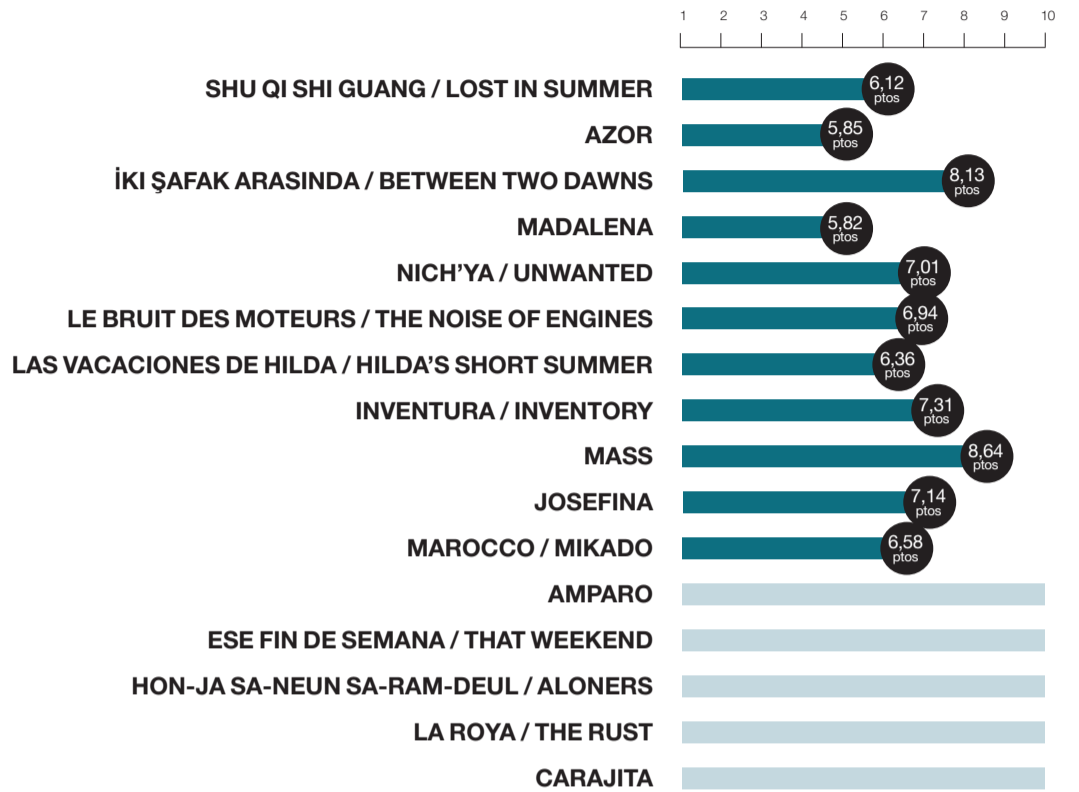 1 2 3 4 5 6 7 8 9 10
SHU QI SHI GUANG / LOST IN SUMMER 6,12 ptos
AZOR 5,85 ptos
İKI ŞAFAK ARASINDA / BETWEEN TWO DAWNS 8,13 ptos
MADALENA 5,82 ptos
NICH’YA / UNWANTED 7,01 ptos
LE BRUIT DES MOTEURS / THE NOISE OF ENGINES 6,94 ptos
LAS VACACIONES DE HILDA / HILDA’S SHORT SUMMER 6,36 ptos
INVENTURA / INVENTORY 7,31 ptos
MASS 8,64 ptos
JOSEFINA 7,14 ptos
MAROCCO / MIKADO 6,58 ptos
AMPARO
ESE FIN DE SEMANA / THAT WEEKEND
HON-JA SA-NEUN SA-RAM-DEUL / ALONERS
LA ROYA / THE RUST
CARAJITA